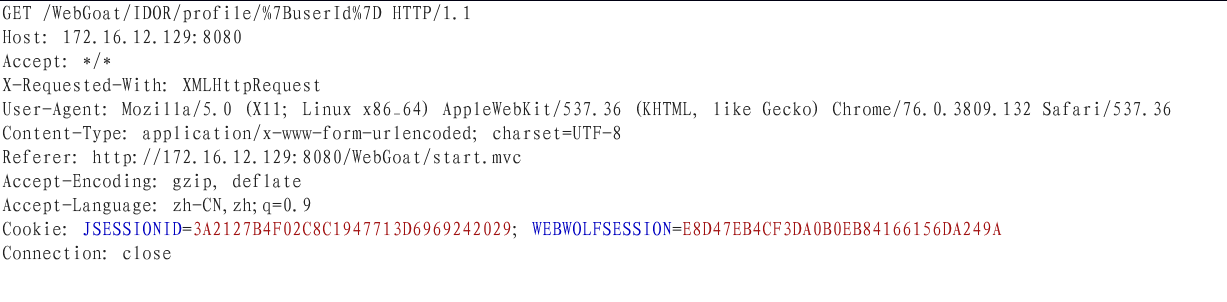 GET /WebGoat/IDOR/profile/%7BuserId%7D HTTP/1.1
Host: 172.16.12.129:8080
Accept: */*
X-Requested-With: XMLHttpRequest
User-Agent: Mozilla/5.0 (X11; Linux x86_64) AppleWebKit/537.36 (KHTML, like Gecko) Chrome/76.0.3809.132 Safari/537.36
Content-Type: application/x-www-form-urlencoded; charset=UTF-8
Referer: http://172.16.12.129:8080/WebGoat/start.mvc
Accept-Encoding: gzip, deflate
Accept-Language: zh-CN,zh;q=0.9
Cookie: JSESSIONID=3A2127B4F02C8C1947713D6969242029; WEBWOLFSESSION=E8D47EB4CF3DA0B0EB84166156DA249A
Connection: close